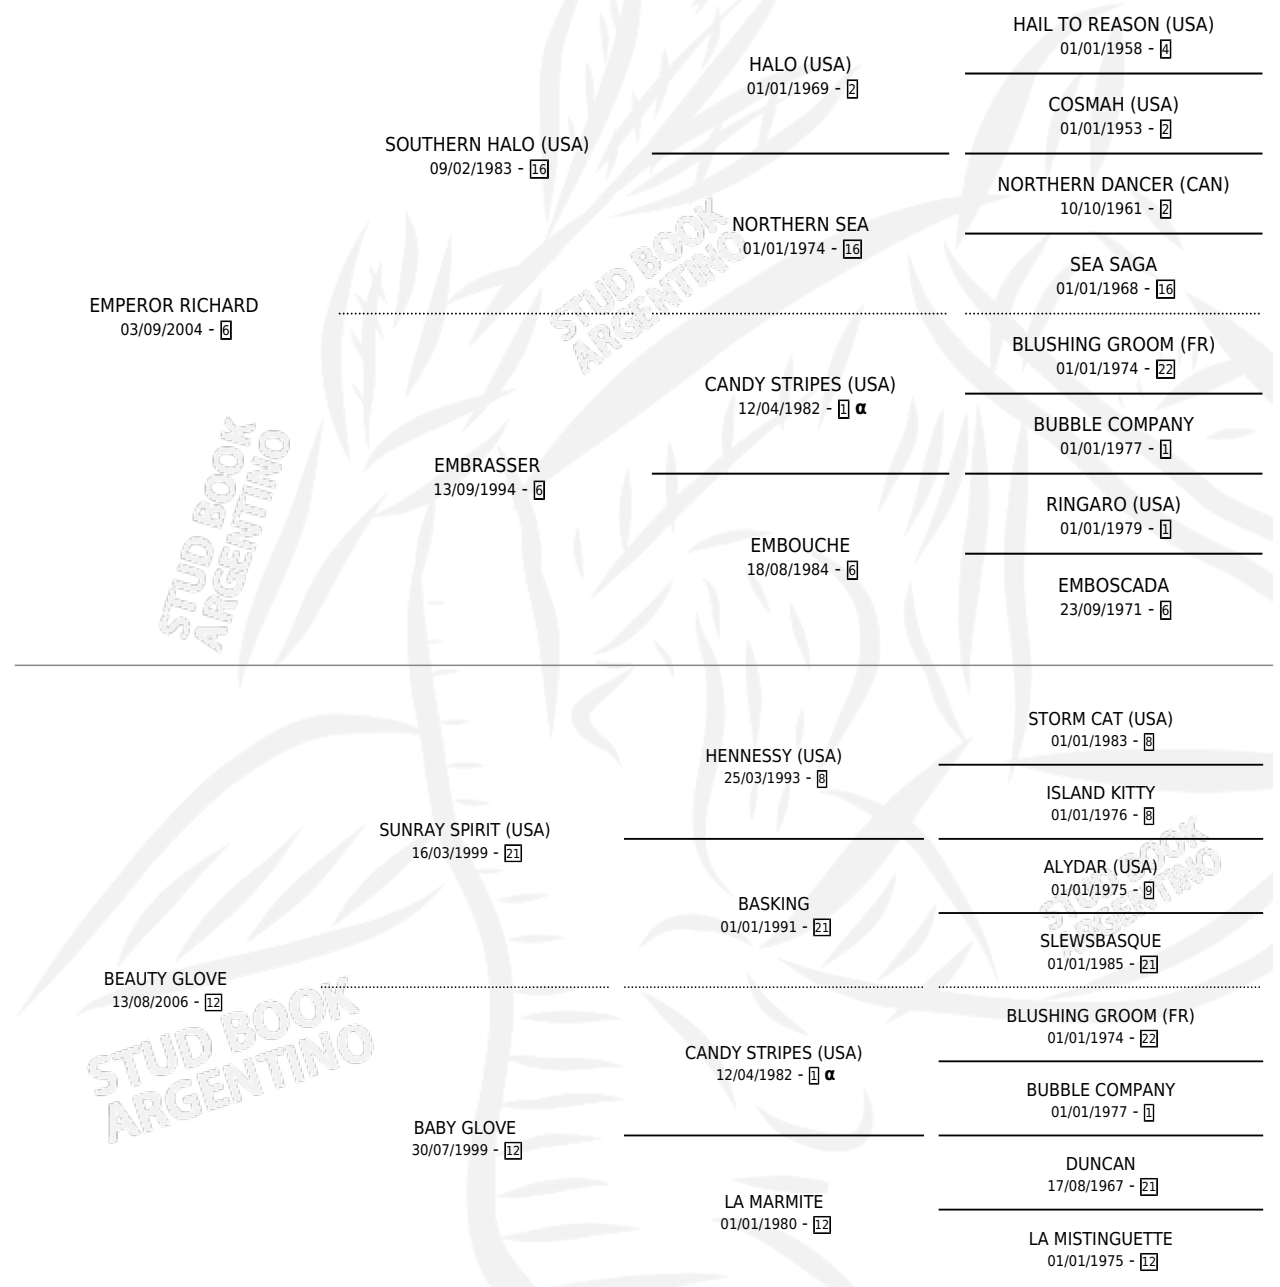 HAIL TO REASON (USA)
01/01/1958 - 4
HALO (USA)
01/01/1969 - 2
COSMAH (USA)
01/01/1953 - 2
SOUTHERN HALO (USA)
09/02/1983 - 16
NORTHERN DANCER (CAN)
10/10/1961 - 2
NORTHERN SEA
01/01/1974 - 16
SEA SAGA
01/01/1968 - 16
EMPEROR RICHARD
03/09/2004 - 6
BLUSHING GROOM (FR)
01/01/1974 - 22
CANDY STRIPES (USA)
12/04/1982 - 1 α
BUBBLE COMPANY
01/01/1977 - 1
EMBRASSER
13/09/1994 - 6
RINGARO (USA)
01/01/1979 - 1
EMBOUCHE
18/08/1984 - 6
EMBOSCADA
23/09/1971 - 6
STORM CAT (USA)
01/01/1983 - 8
HENNESSY (USA)
25/03/1993 - 8
ISLAND KITTY
01/01/1976 - 8
SUNRAY SPIRIT (USA)
16/03/1999 - 21
ALYDAR (USA)
01/01/1975 - 9
BASKING
01/01/1991 - 21
SLEWSBASQUE
01/01/1985 - 21
BEAUTY GLOVE
13/08/2006 - 12
BLUSHING GROOM (FR)
01/01/1974 - 22
CANDY STRIPES (USA)
12/04/1982 - 1 α
BUBBLE COMPANY
01/01/1977 - 1
BABY GLOVE
30/07/1999 - 12
DUNCAN
17/08/1967 - 21
LA MARMITE
01/01/1980 - 12
LA MISTINGUETTE
01/01/1975 - 12
STUD BOOK
ARGENTINO
STUD BOOK
ARGENTINO
STUD BOOK
ARGENTINO
STUD BOOK
ARGENTINO